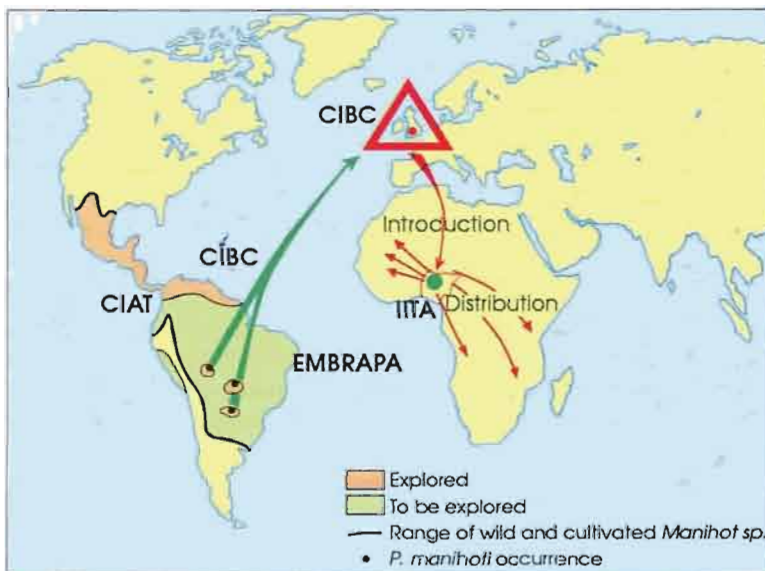 CIBC
Introduction
CIBC
CIAT
IITA
Distribution
EMBRAPA
Explored
To be explored
Range of wild and cultivated Manihot sp.
P. manihoti occurrence